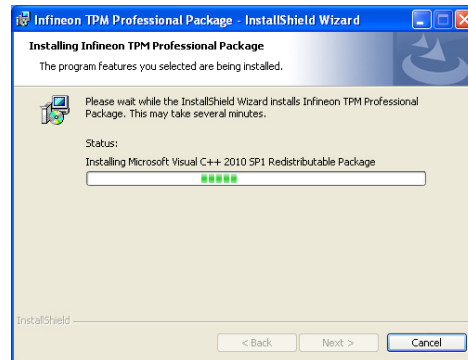 Infineon TPM Professional Package - InstallShield Wizard
Installing Infineon TPM Professional Package
The program features you selected are being installed.
Please wait while the InstallShield Wizard installs Infineon TPM Professional
Package. This may take several minutes.
Status:
Installing Microsoft Visual C++ 2010 SP1 Redistributable Package
InstallShield
< Back Next > Cancel